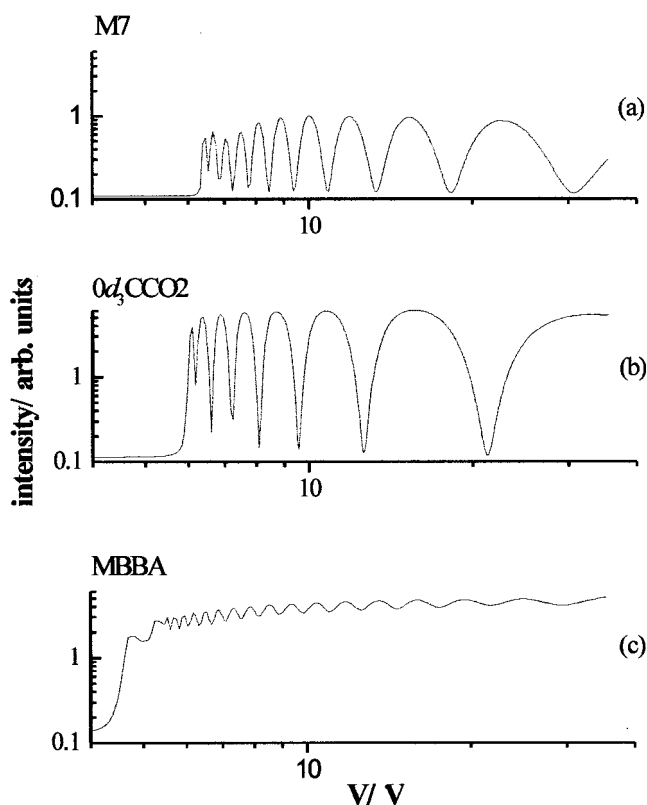 M7
1
(a)
0.1
10
0d₃CCO2
1
(b)
0.1
10
intensity/ arb. units
MBBA
1
(c)
0.1
10
V/ V